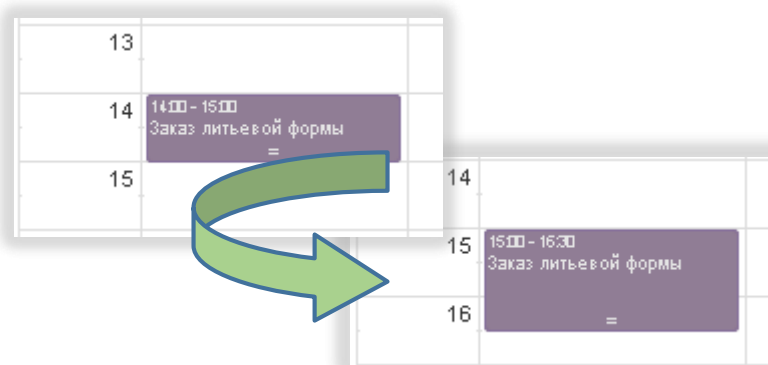 13
14
14:00 - 15:00
Заказ литьевой формы
=
15
14
15
15:00 - 16:30
Заказ литьевой формы
16
=